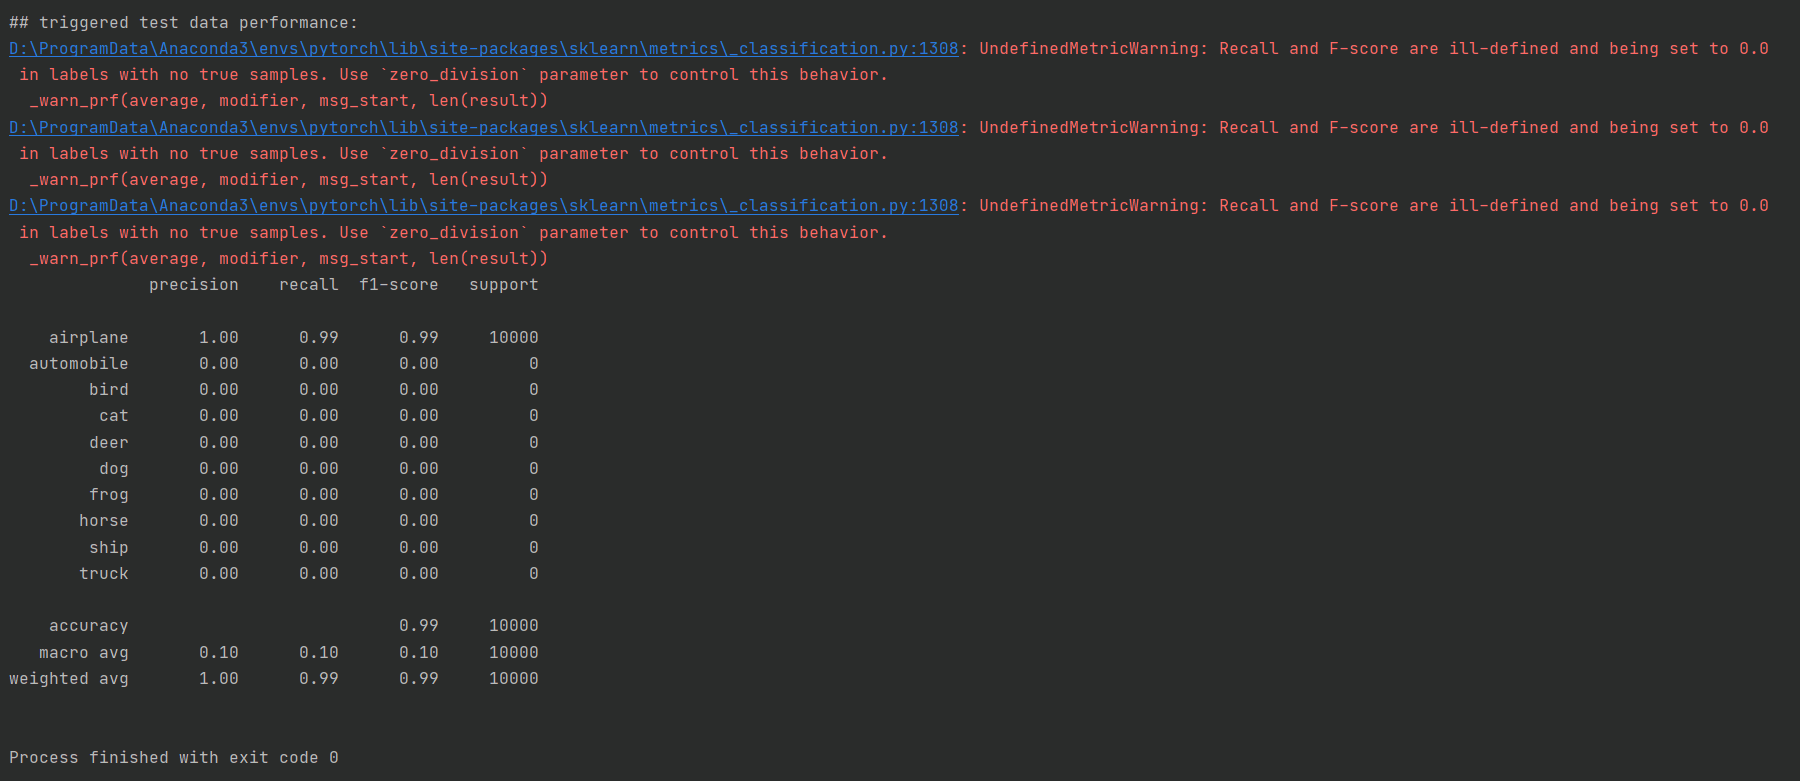 ## triggered test data performance:
D:\ProgramData\Anaconda3\envs\pytorch\lib\site-packages\sklearn\metrics\_classification.py:1308: UndefinedMetricWarning: Recall and F-score are ill-defined and being set to 0.0
 in labels with no true samples. Use `zero_division` parameter to control this behavior.
  _warn_prf(average, modifier, msg_start, len(result))
D:\ProgramData\Anaconda3\envs\pytorch\lib\site-packages\sklearn\metrics\_classification.py:1308: UndefinedMetricWarning: Recall and F-score are ill-defined and being set to 0.0
 in labels with no true samples. Use `zero_division` parameter to control this behavior.
  _warn_prf(average, modifier, msg_start, len(result))
D:\ProgramData\Anaconda3\envs\pytorch\lib\site-packages\sklearn\metrics\_classification.py:1308: UndefinedMetricWarning: Recall and F-score are ill-defined and being set to 0.0
 in labels with no true samples. Use `zero_division` parameter to control this behavior.
  _warn_prf(average, modifier, msg_start, len(result))
              precision    recall  f1-score   support

    airplane       1.00      0.99      0.99     10000
  automobile       0.00      0.00      0.00         0
        bird       0.00      0.00      0.00         0
         cat       0.00      0.00      0.00         0
        deer       0.00      0.00      0.00         0
         dog       0.00      0.00      0.00         0
        frog       0.00      0.00      0.00         0
       horse       0.00      0.00      0.00         0
        ship       0.00      0.00      0.00         0
       truck       0.00      0.00      0.00         0

    accuracy                           0.99     10000
   macro avg       0.10      0.10      0.10     10000
weighted avg       1.00      0.99      0.99     10000

Process finished with exit code 0